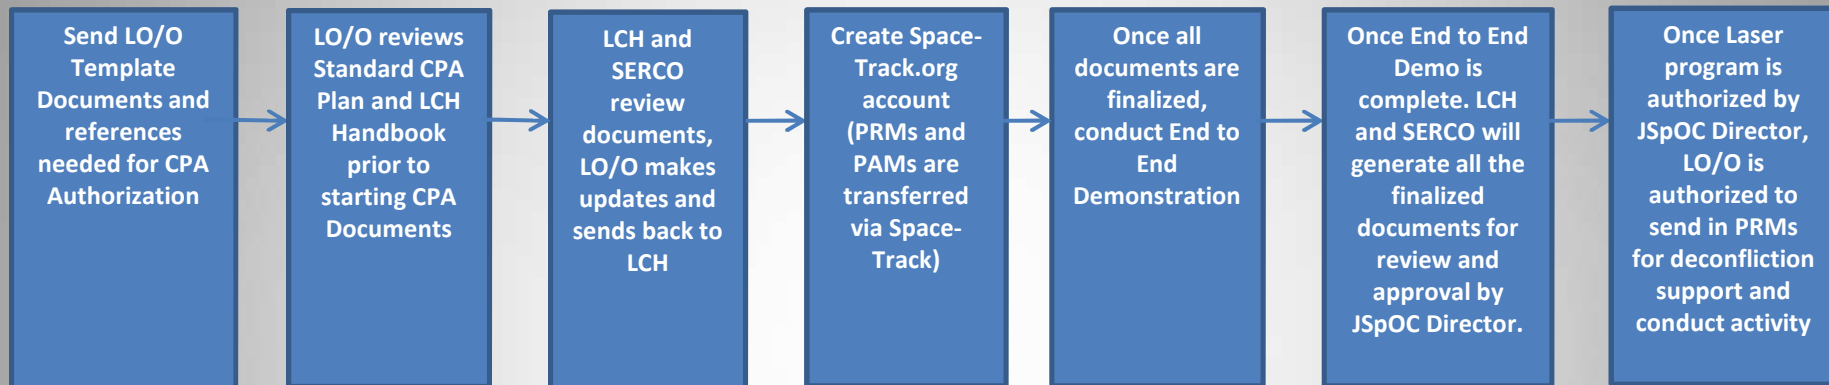 Send LO/O
Template
Documents and
references
needed for CPA
Authorization
LO/O reviews
Standard CPA
Plan and LCH
Handbook
prior to
starting CPA
Documents
LCH and
SERCO
review
documents,
LO/O makes
updates and
sends back to
LCH
Create Space-
Track.org
account
(PRMs and
PAMs are
transferred
via Space-
Track)
Once all
documents are
finalized,
conduct End to
End
Demonstration
Once End to End
Demo is
complete. LCH
and SERCO will
generate all the
finalized
documents for
review and
approval by
JSpOC Director.
Once Laser
program is
authorized by
JSpOC Director,
LO/O is
authorized to
send in PRMs
for deconfliction
support and
conduct activity